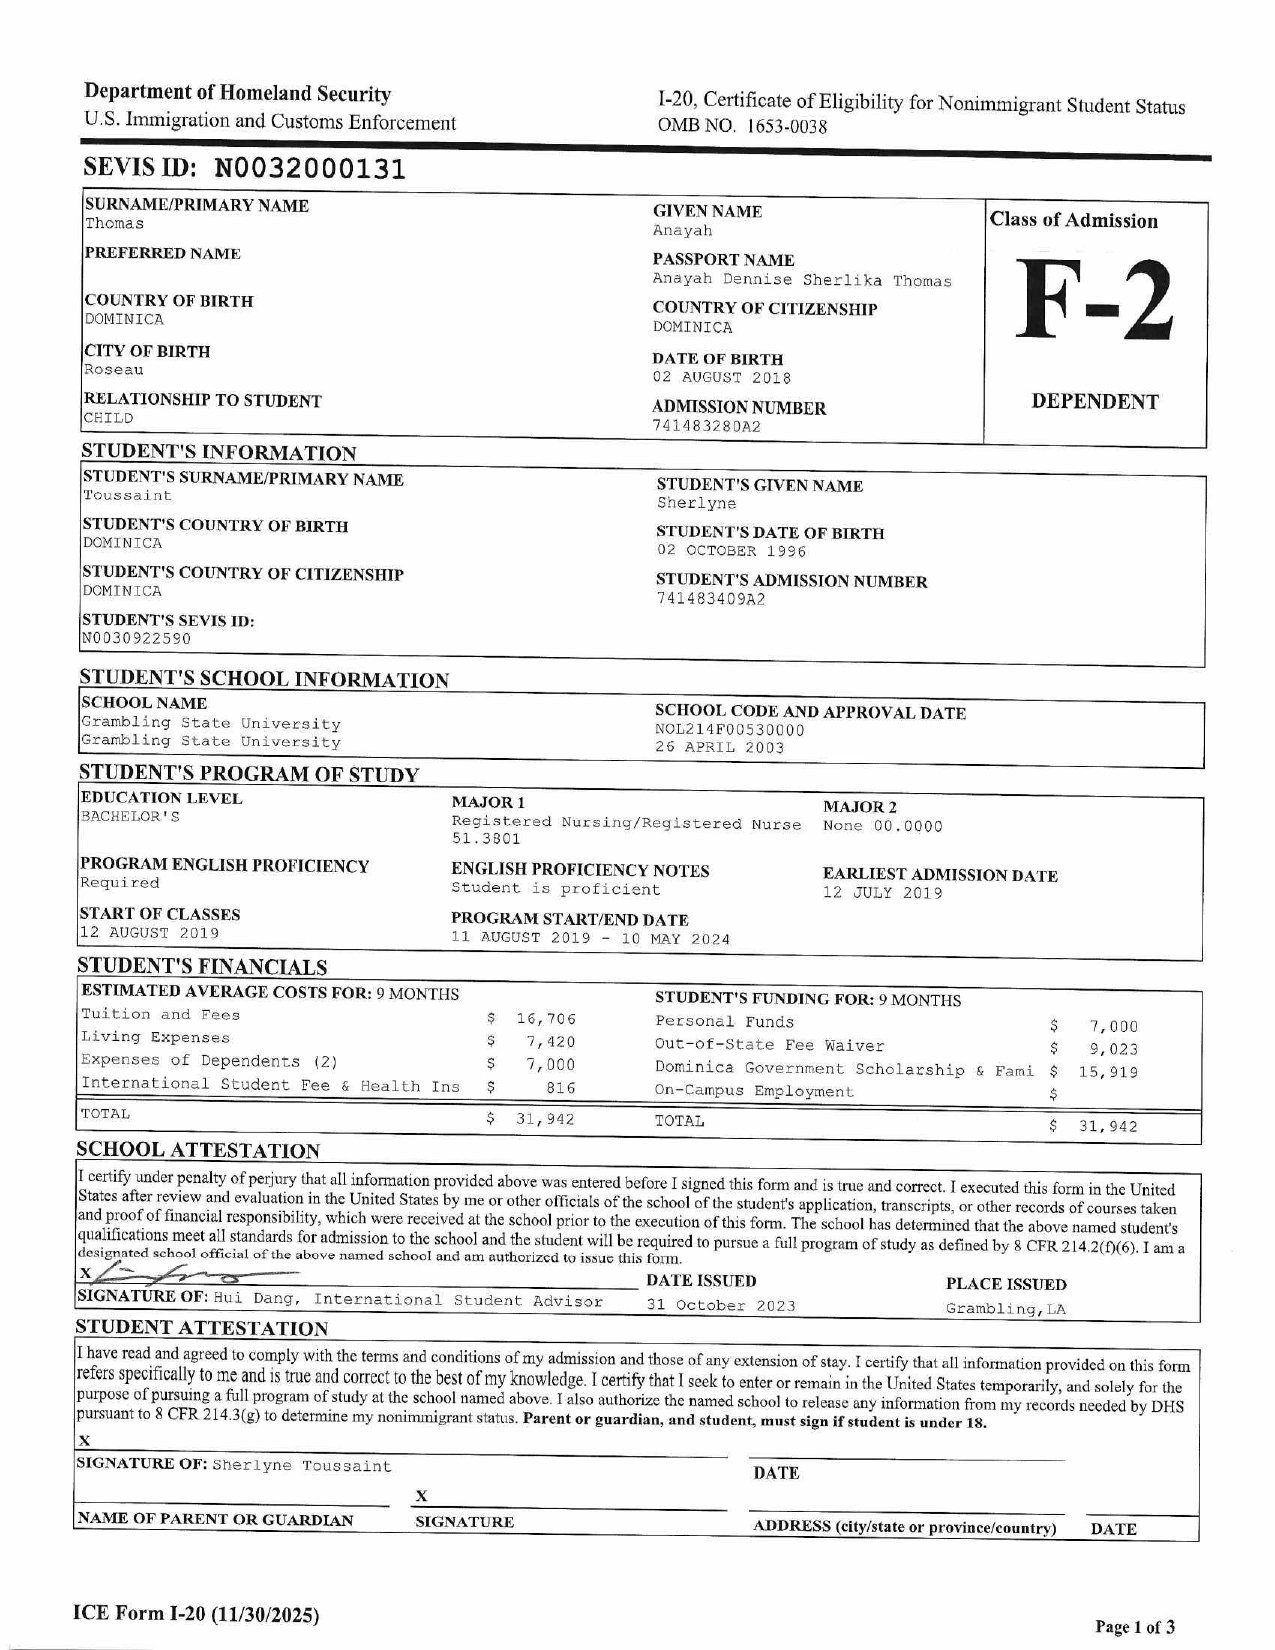 Department of Homeland Security
U.S. Immigration and Customs Enforcement
I-20, Certificate of Eligibility for Nonimmigrant Student Status
OMB NO. 1653-0038
SEVIS ID: N0032000131
SURNAME/PRIMARY NAME
Thomas
GIVEN NAME
Anayah
Class of Admission
PREFERRED NAME
PASSPORT NAME
Anayah Dennise Sherlika Thomas
F-2
COUNTRY OF BIRTH
DOMINICA
COUNTRY OF CITIZENSHIP
DOMINICA
CITY OF BIRTH
Roseau
DATE OF BIRTH
02 AUGUST 2018
RELATIONSHIP TO STUDENT
CHILD
ADMISSION NUMBER
741483280A2
DEPENDENT
STUDENT'S INFORMATION
STUDENT'S SURNAME/PRIMARY NAME
Toussaint
STUDENT'S GIVEN NAME
Sherlyne
STUDENT'S COUNTRY OF BIRTH
DOMINICA
STUDENT'S DATE OF BIRTH
02 OCTOBER 1996
STUDENT'S COUNTRY OF CITIZENSHIP
DOMINICA
STUDENT'S ADMISSION NUMBER
741483409A2
STUDENT'S SEVIS ID:
N0030922590
STUDENT'S SCHOOL INFORMATION
SCHOOL NAME
Grambling State University
Grambling State University
SCHOOL CODE AND APPROVAL DATE
NOL214F00530000
26 APRIL 2003
STUDENT'S PROGRAM OF STUDY
EDUCATION LEVEL
BACHELOR'S
MAJOR 1
Registered Nursing/Registered Nurse
51.3801
MAJOR 2
None 00.0000
PROGRAM ENGLISH PROFICIENCY
Required
ENGLISH PROFICIENCY NOTES
Student is proficient
EARLIEST ADMISSION DATE
12 JULY 2019
START OF CLASSES
12 AUGUST 2019
PROGRAM START/END DATE
11 AUGUST 2019 - 10 MAY 2024
STUDENT'S FINANCIALS
ESTIMATED AVERAGE COSTS FOR: 9 MONTHS
STUDENT'S FUNDING FOR: 9 MONTHS
Tuition and Fees $ 16,706
Personal Funds $ 7,000
Living Expenses $ 7,420
Out-of-State Fee Waiver $ 9,023
Expenses of Dependents (2) $ 7,000
Dominica Government Scholarship & Fami $ 15,919
International Student Fee & Health Ins $ 816
On-Campus Employment $
TOTAL $ 31,942
TOTAL $ 31,942
SCHOOL ATTESTATION
I certify under penalty of perjury that all information provided above was entered before I signed this form and is true and correct. I executed this form in the United
States after review and evaluation in the United States by me or other officials of the school of the student's application, transcripts, or other records of courses taken
and proof of financial responsibility, which were received at the school prior to the execution of this form. The school has determined that the above named student's
qualifications meet all standards for admission to the school and the student will be required to pursue a full program of study as defined by 8 CFR 214.2(f)(6). I am a
designated school official of the above named school and am authorized to issue this form.
X
DATE ISSUED
PLACE ISSUED
SIGNATURE OF: Hui Dang, International Student Advisor
31 October 2023
Grambling,LA
STUDENT ATTESTATION
I have read and agreed to comply with the terms and conditions of my admission and those of any extension of stay. I certify that all information provided on this form
refers specifically to me and is true and correct to the best of my knowledge. I certify that I seek to enter or remain in the United States temporarily, and solely for the
purpose of pursuing a full program of study at the school named above. I also authorize the named school to release any information from my records needed by DHS
pursuant to 8 CFR 214.3(g) to determine my nonimmigrant status. Parent or guardian, and student, must sign if student is under 18.
X
SIGNATURE OF: Sherlyne Toussaint
DATE
X
NAME OF PARENT OR GUARDIAN
SIGNATURE
ADDRESS (city/state or province/country)
DATE
ICE Form I-20 (11/30/2025)
Page 1 of 3